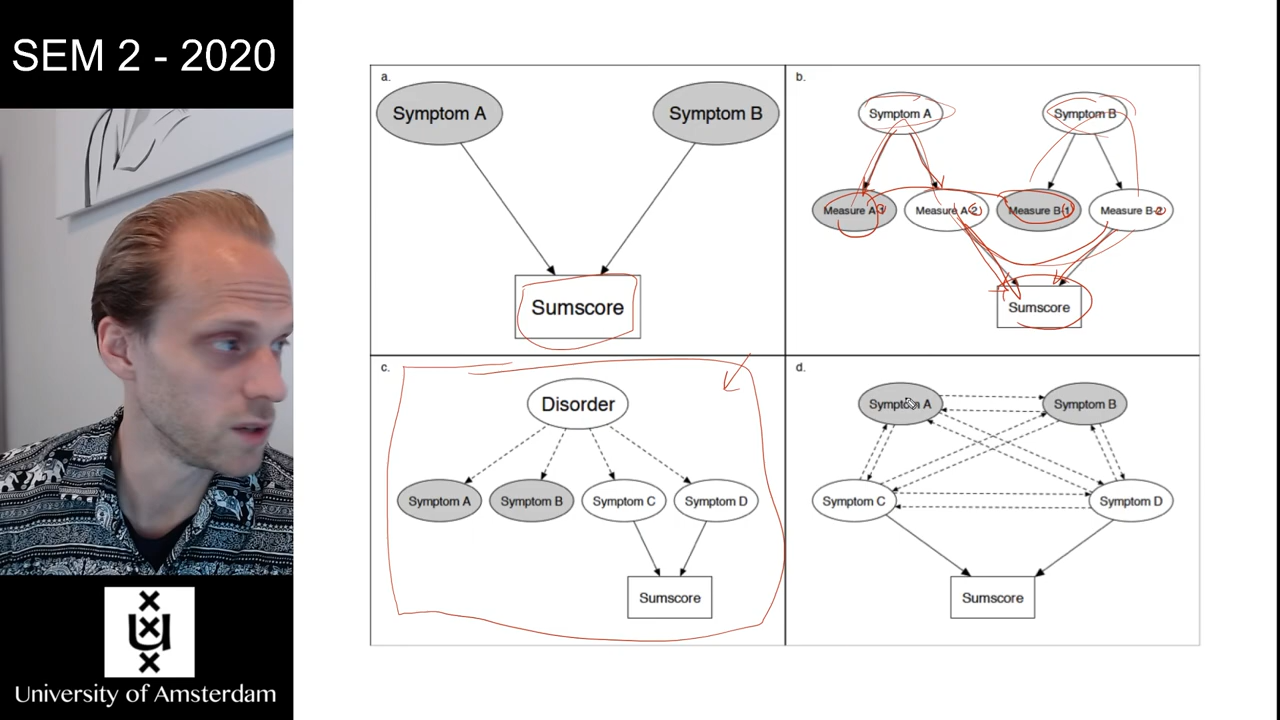 SEM 2 - 2020
University of Amsterdam
a.
Symptom A
Symptom B
Sumscore
b.
Symptom A
Symptom B
Measure A
Measure A-2
Measure B-1
Measure B-2
Sumscore
c.
Disorder
Symptom A
Symptom B
Symptom C
Symptom D
Sumscore
d.
Symptom A
Symptom B
Symptom C
Symptom D
Sumscore